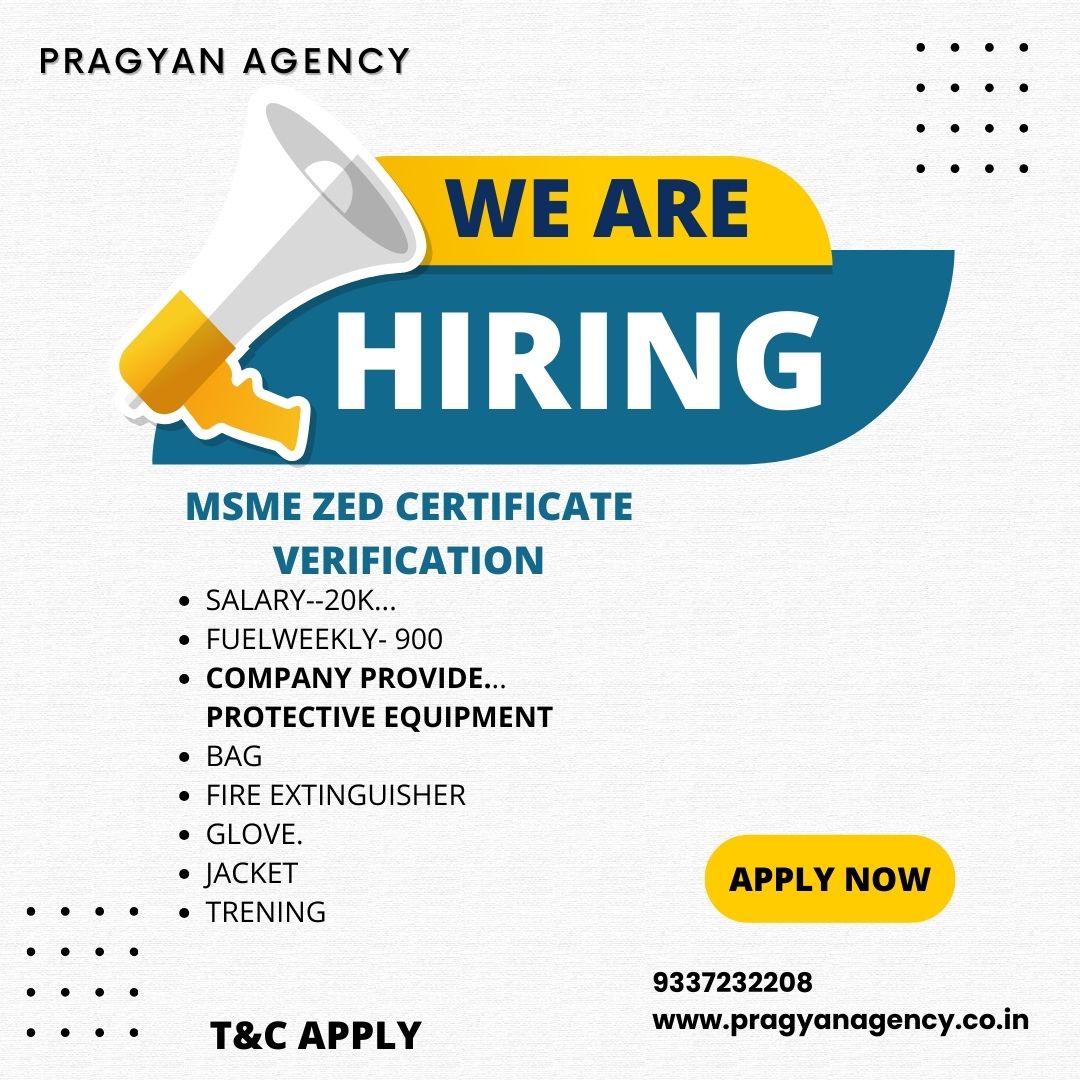 PRAGYAN AGENCY
WE ARE
HIRING
MSME ZED CERTIFICATE
VERIFICATION
SALARY--20K...
FUELWEEKLY- 900
COMPANY PROVIDE...
PROTECTIVE EQUIPMENT
BAG
FIRE EXTINGUISHER
GLOVE.
JACKET
TRENING
APPLY NOW
9337232208
www.pragyanagency.co.in
T&C APPLY